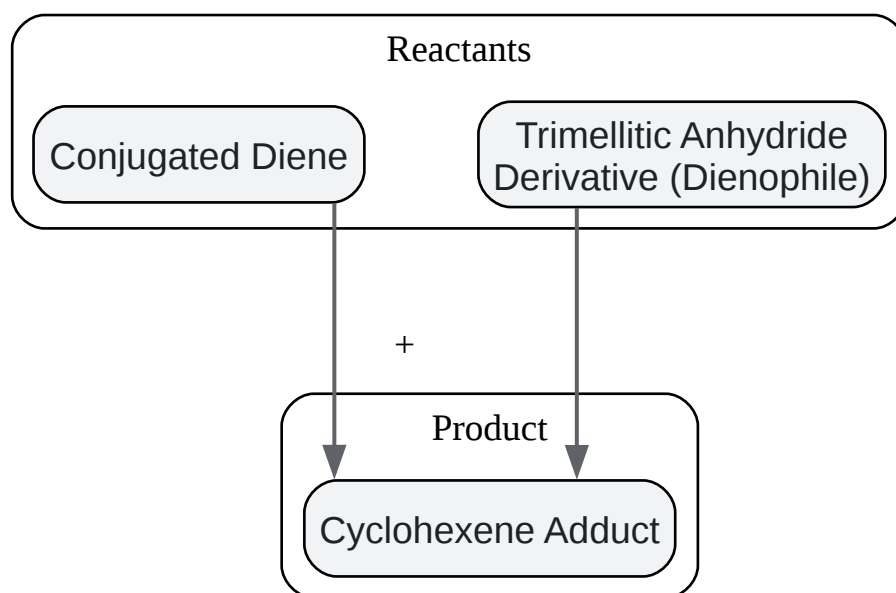 Reactants
Conjugated Diene
Trimellitic Anhydride
Derivative (Dienophile)
+
Product
Cyclohexene Adduct